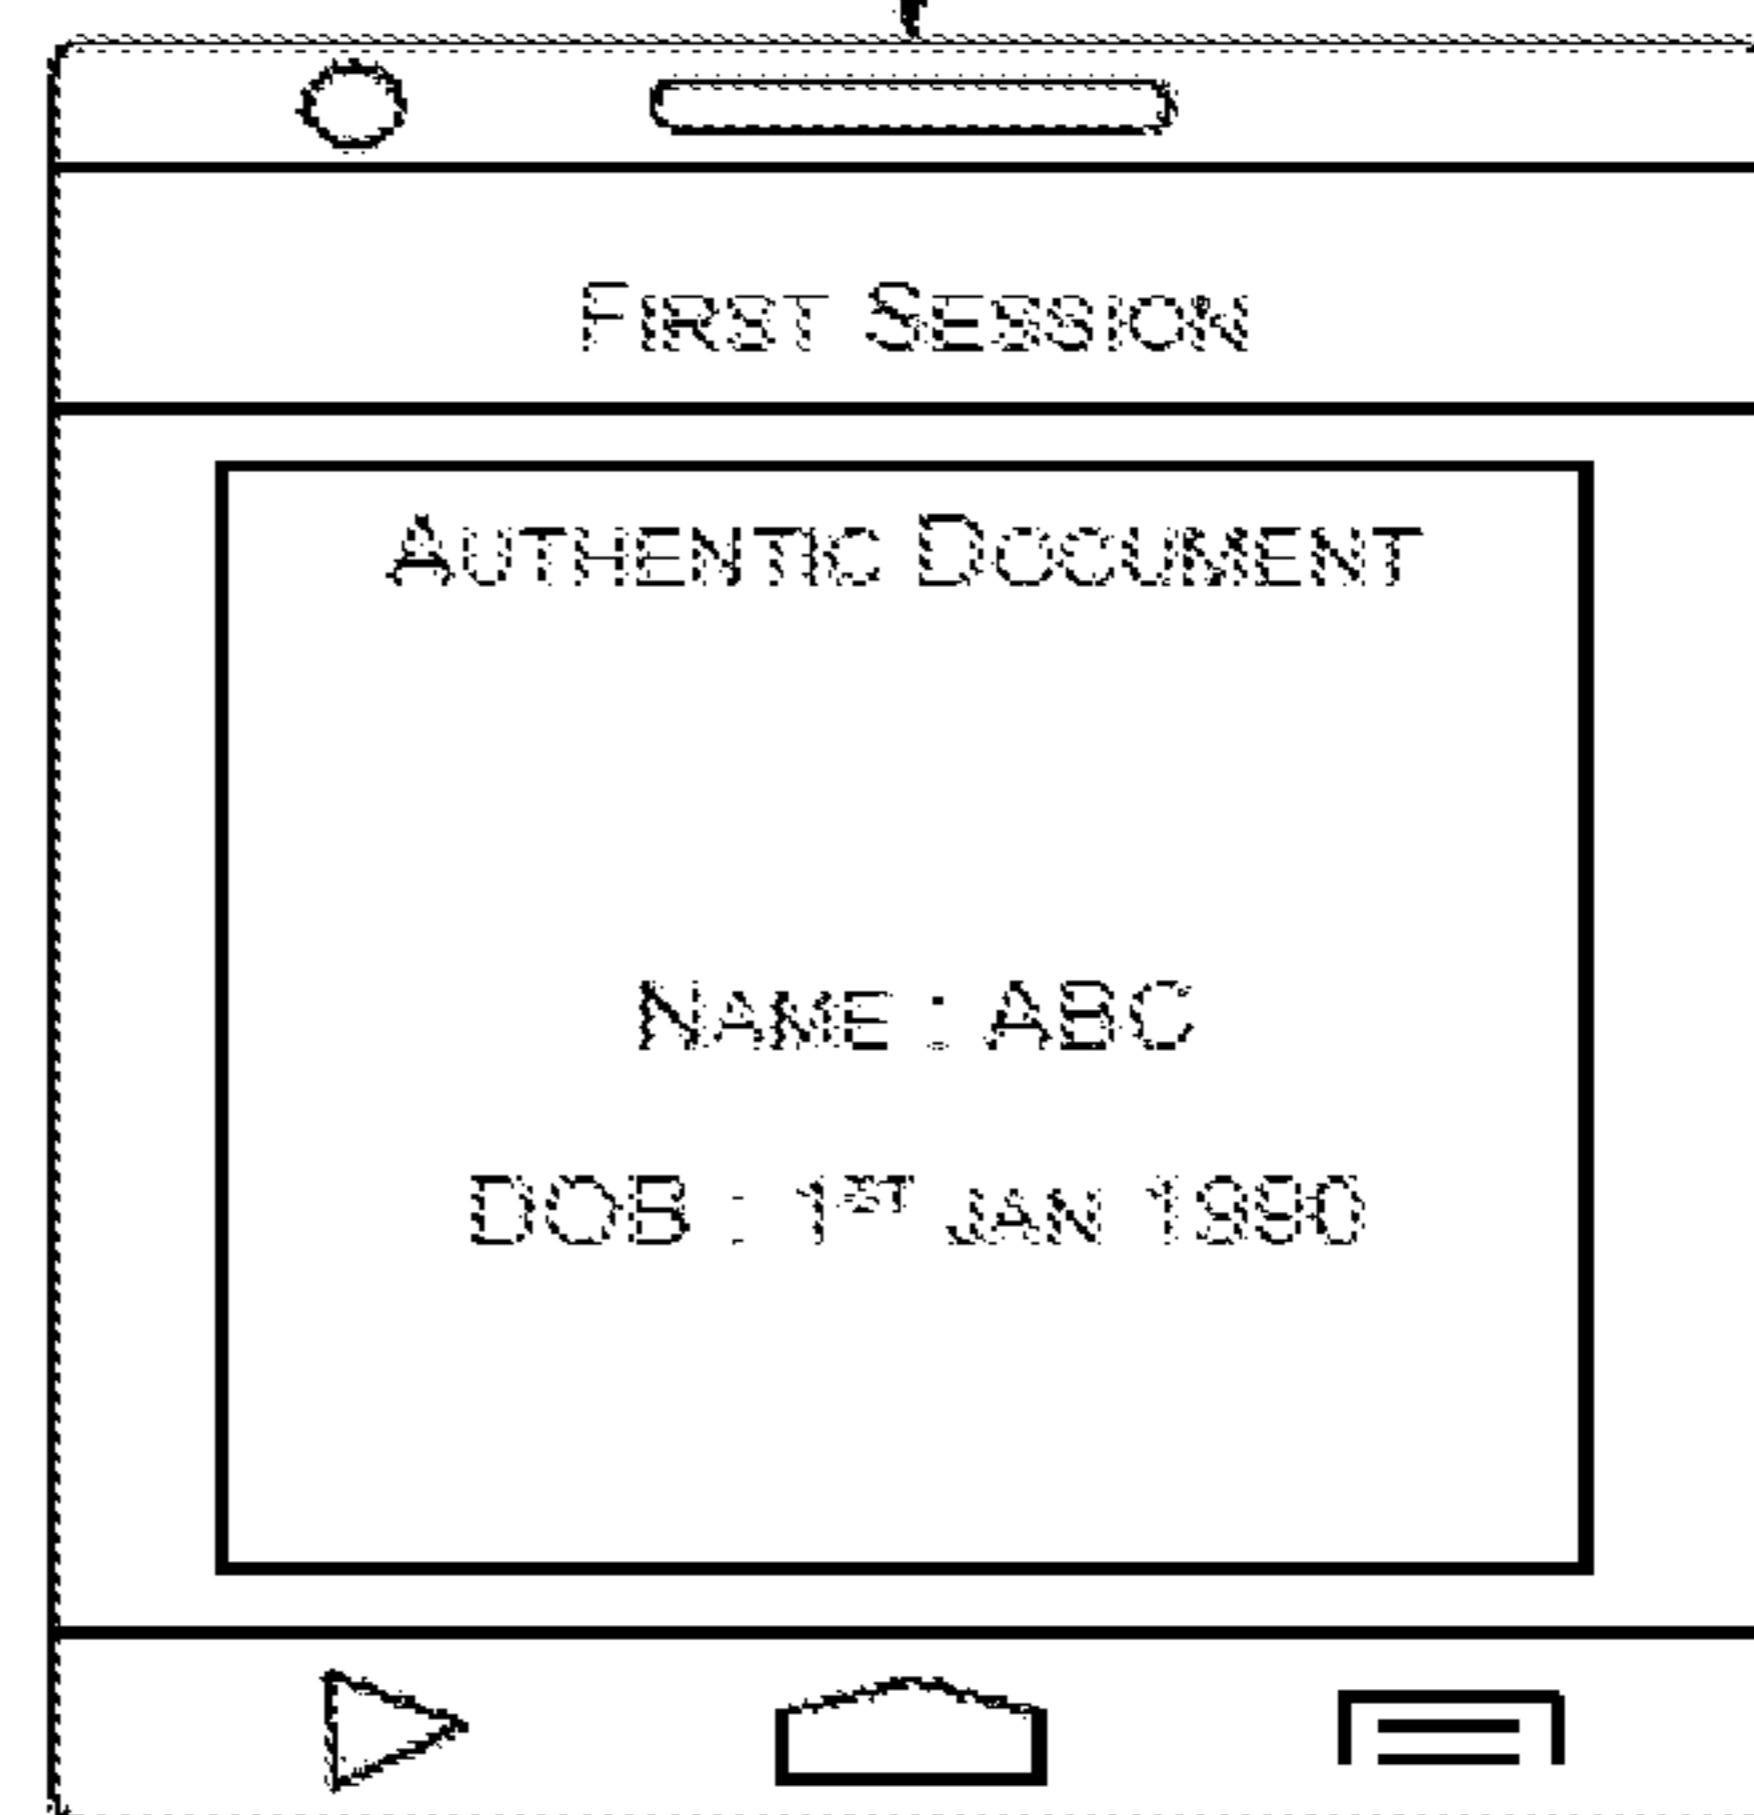 FIRST SESSION
AUTHENTIC DOCUMENT
NAME : ABC
DOB : 1ST JAN 1990